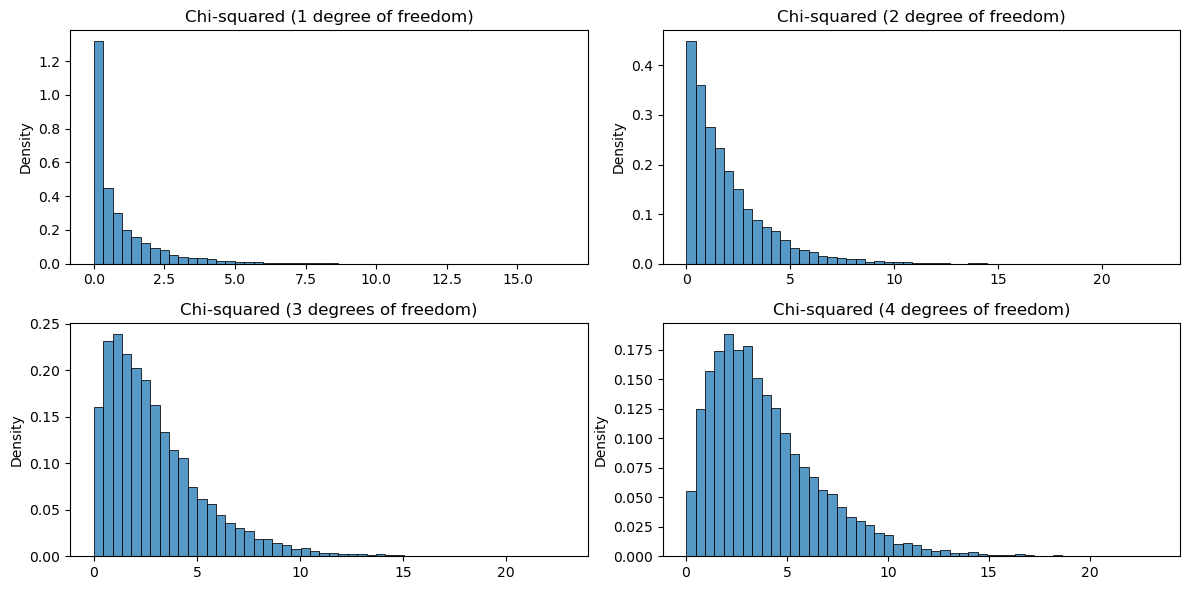 Chi-squared (1 degree of freedom)
Density
1.2
1.0
0.8
0.6
0.4
0.2
0.0
0.0 2.5 5.0 7.5 10.0 12.5 15.0
Chi-squared (2 degree of freedom)
Density
0.4
0.3
0.2
0.1
0.0
0 5 10 15 20
Chi-squared (3 degrees of freedom)
Density
0.25
0.20
0.15
0.10
0.05
0.00
0 5 10 15 20
Chi-squared (4 degrees of freedom)
Density
0.175
0.150
0.125
0.100
0.075
0.050
0.025
0.000
0 5 10 15 20